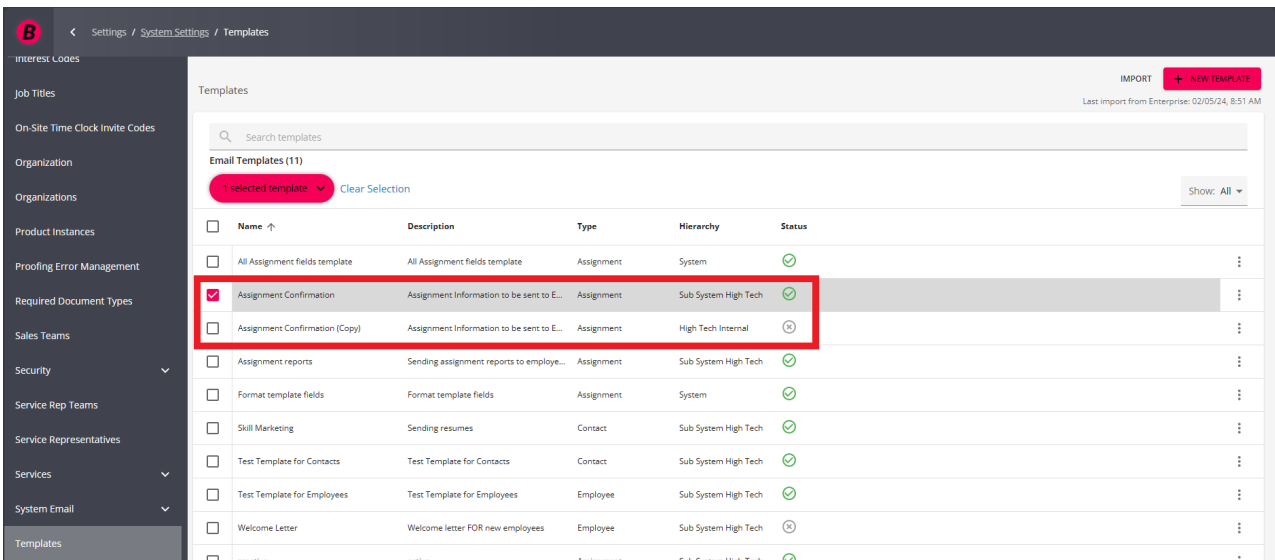 B
Settings / System Settings / Templates
Interest Codes
Job Titles
On-Site Time Clock Invite Codes
Organization
Organizations
Product Instances
Proofing Error Management
Required Document Types
Sales Teams
Security
Service Rep Teams
Service Representatives
Services
System Email
Templates
Templates
IMPORT + NEW TEMPLATE
Last import from Enterprise: 02/05/24, 8:51 AM
Search templates
Email Templates (11)
1 selected template Clear Selection
Show: All
Name Description Type Hierarchy Status
All Assignment fields template All Assignment fields template Assignment System
Assignment Confirmation Assignment Information to be sent to E... Assignment Sub System High Tech
Assignment Confirmation (Copy) Assignment Information to be sent to E... Assignment High Tech Internal
Assignment reports Sending assignment reports to employe... Assignment Sub System High Tech
Format template fields Format template fields Assignment System
Skill Marketing Sending resumes Contact Sub System High Tech
Test Template for Contacts Test Template for Contacts Contact Sub System High Tech
Test Template for Employees Test Template for Employees Employee Sub System High Tech
Welcome Letter Welcome letter FOR new employees Employee Sub System High Tech